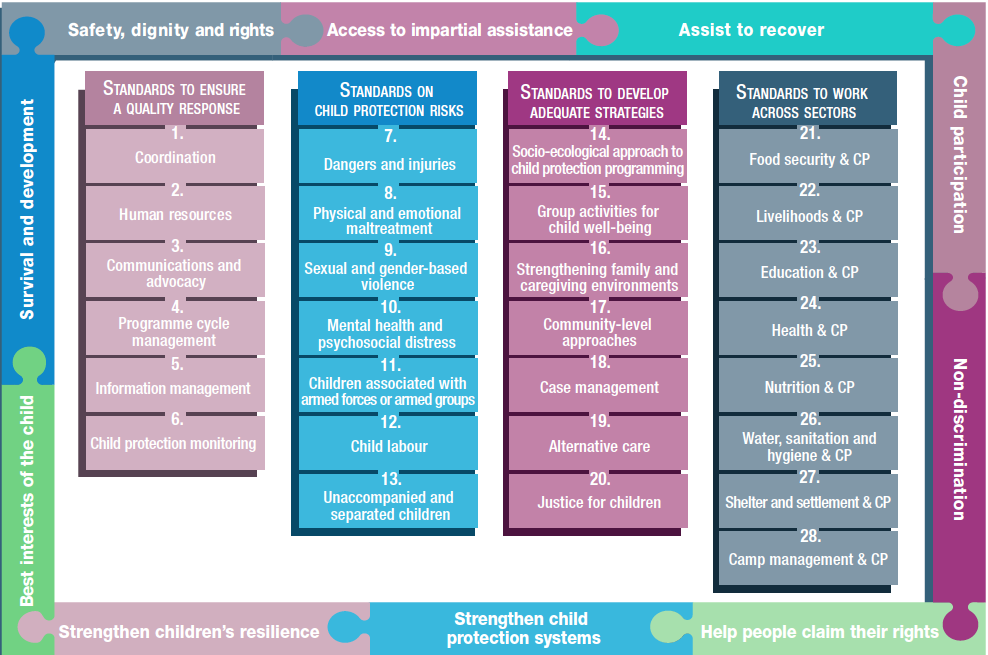 Safety, dignity and rights
Access to impartial assistance
Assist to recover
Survival and development
Best interests of the child
STANDARDS TO ENSURE
A QUALITY RESPONSE
1.
Coordination
2.
Human resources
3.
Communications and
advocacy
4.
Programme cycle
management
5.
Information management
6.
Child protection monitoring
STANDARDS ON
CHILD PROTECTION RISKS
7.
Dangers and injuries
8.
Physical and emotional
maltreatment
9.
Sexual and gender-based
violence
10.
Mental health and
psychosocial distress
11.
Children associated with
armed forces or armed groups
12.
Child labour
13.
Unaccompanied and
separated children
STANDARDS TO DEVELOP
ADEQUATE STRATEGIES
14.
Socio-ecological approach to
child protection programming
15.
Group activities for
child well-being
16.
Strengthening family and
caregiving environments
17.
Community-level
approaches
18.
Case management
19.
Alternative care
20.
Justice for children
STANDARDS TO WORK
ACROSS SECTORS
21.
Food security & CP
22.
Livelihoods & CP
23.
Education & CP
24.
Health & CP
25.
Nutrition & CP
26.
Water, sanitation and
hygiene & CP
27.
Shelter and settlement & CP
28.
Camp management & CP
Child participation
Non-discrimination
Strengthen children’s resilience
Strengthen child
protection systems
Help people claim their rights